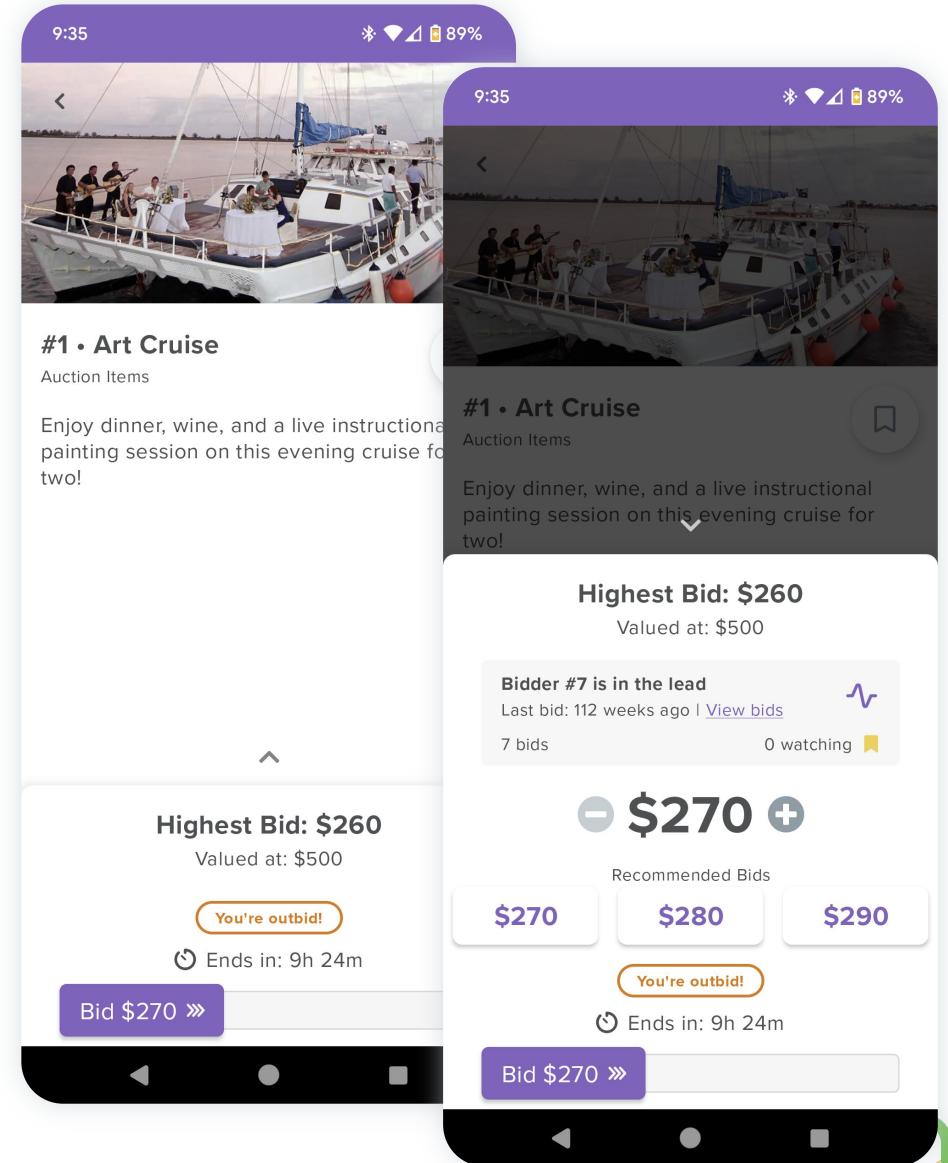 9:35
89%
#1 • Art Cruise
Auction Items
Enjoy dinner, wine, and a live
painting session on this evening cruise
two!
Highest Bid: $260
Valued at: $500
You're outbid!
Ends in: 9h 24m
Bid $270
9:35
89%
#1 • Art Cruise
Auction Items
Enjoy dinner, wine, and a live instructional
painting session on this evening cruise for
two!
Highest Bid: $260
Valued at: $500
Bidder #7 is in the lead
Last bid: 112 weeks ago | View bids
7 bids
0 watching
$270
Recommended Bids
$270
$280
$290
You're outbid!
Ends in: 9h 24m
Bid $270